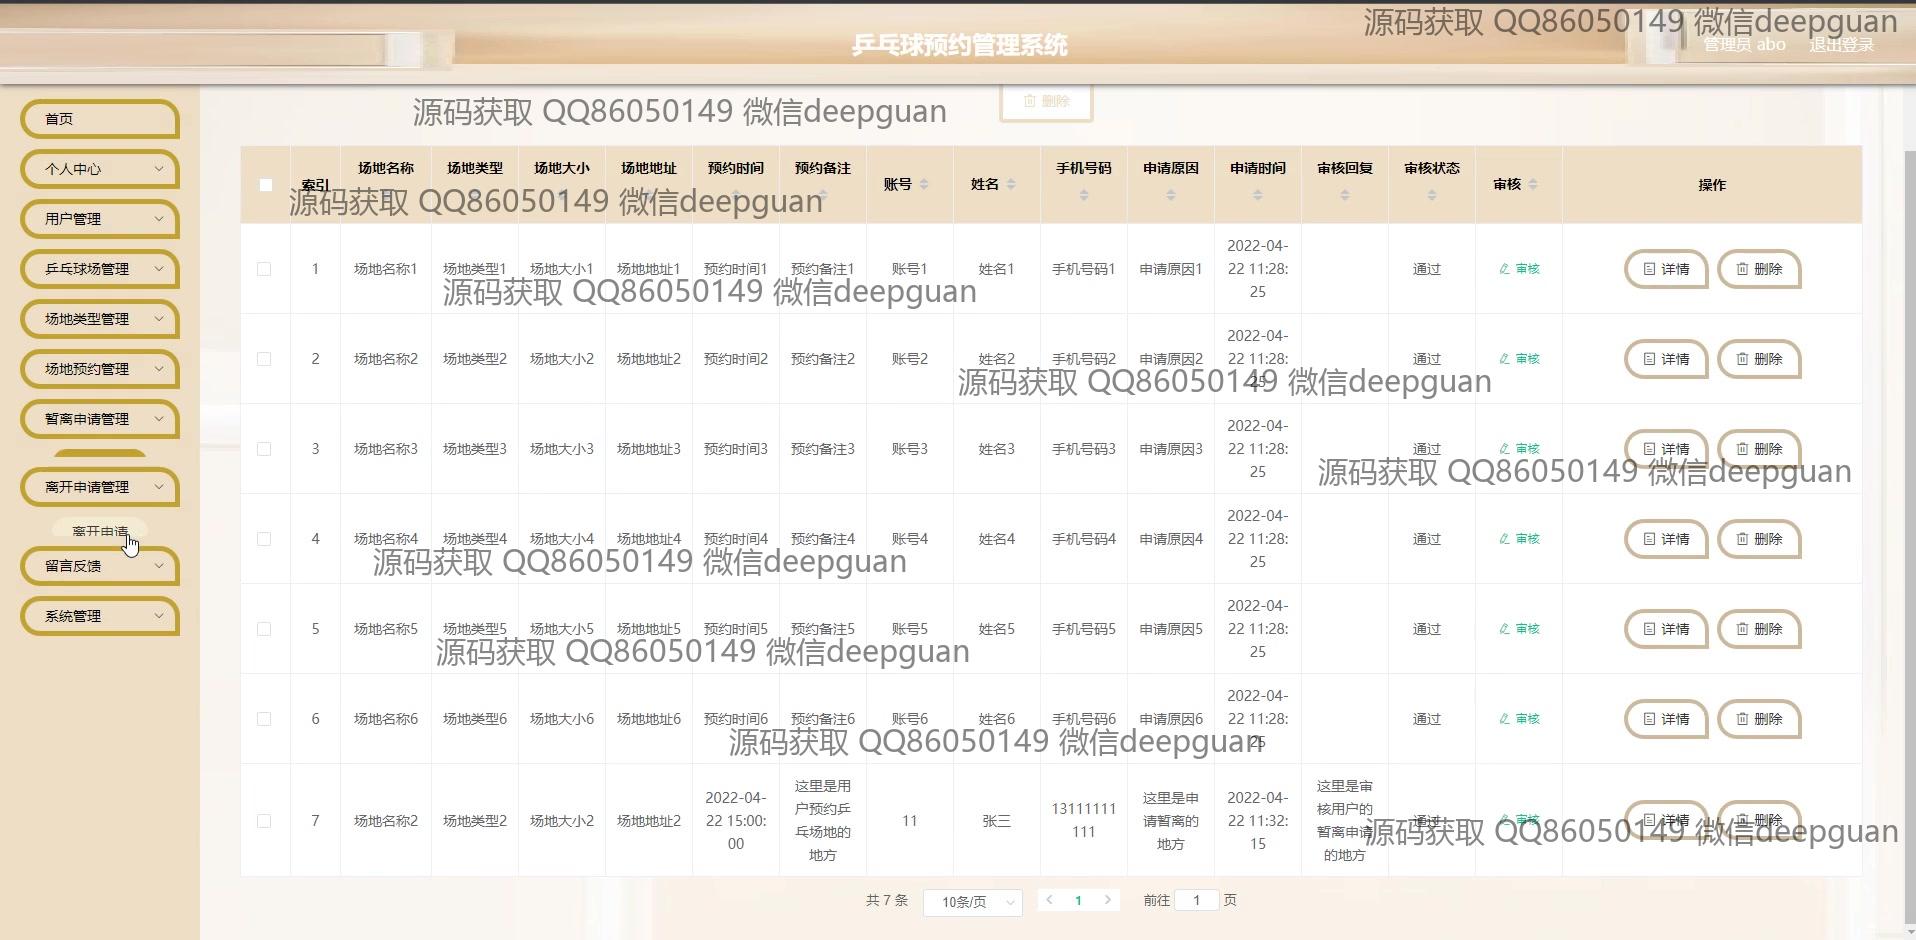 源码获取 QQ86050149 微信deepguan
乒乓球预约管理系统
管理员 abo 退出登录
首页
个人中心
用户管理
乒乓球场管理
场地类型管理
场地预约管理
暂离申请管理
离开申请管理
离开申请
留言反馈
系统管理
删除
源码获取 QQ86050149 微信deepguan
索引 场地名称 场地类型 场地大小 场地地址 预约时间 预约备注 账号 姓名 手机号码 申请原因 申请时间 审核回复 审核状态 审核 操作
源码获取 QQ86050149 微信deepguan
1 场地名称1 场地类型1 场地大小1 场地地址1 预约时间1 预约备注1 账号1 姓名1 手机号码1 申请原因1 2022-04-22 11:28:25 通过 审核 详情 删除
源码获取 QQ86050149 微信deepguan
2 场地名称2 场地类型2 场地大小2 场地地址2 预约时间2 预约备注2 账号2 姓名2 手机号码2 申请原因2 2022-04-22 11:28:25 通过 审核 详情 删除
源码获取 QQ86050149 微信deepguan
3 场地名称3 场地类型3 场地大小3 场地地址3 预约时间3 预约备注3 账号3 姓名3 手机号码3 申请原因3 2022-04-22 11:28:25 通过 审核 详情 删除
源码获取 QQ86050149 微信deepguan
4 场地名称4 场地类型4 场地大小4 场地地址4 预约时间4 预约备注4 账号4 姓名4 手机号码4 申请原因4 2022-04-22 11:28:25 通过 审核 详情 删除
源码获取 QQ86050149 微信deepguan
5 场地名称5 场地类型5 场地大小5 场地地址5 预约时间5 预约备注5 账号5 姓名5 手机号码5 申请原因5 2022-04-22 11:28:25 通过 审核 详情 删除
源码获取 QQ86050149 微信deepguan
6 场地名称6 场地类型6 场地大小6 场地地址6 预约时间6 预约备注6 账号6 姓名6 手机号码6 申请原因6 2022-04-22 11:28:25 通过 审核 详情 删除
源码获取 QQ86050149 微信deepguan
7 场地名称2 场地类型2 场地大小2 场地地址2 2022-04-22 15:00:00 这里是用户预约乒乓场地的地方 11 张三 13111111111 这里是申请暂离的地方 2022-04-22 11:32:15 这里是审核用户的暂离申请的地方 通过 审核 详情 删除
源码获取 QQ86050149 微信deepguan
共 7 条 10条/页 1 前往 1 页